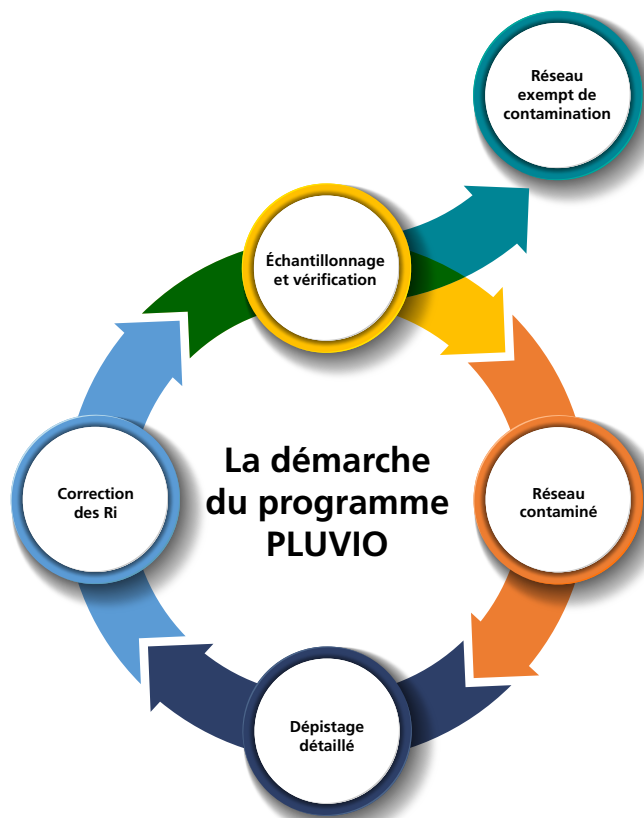 Réseau
exempt de
contamination
Échantillonnage
et vérification
La démarche
du programme
PLUVIO
Correction
des Ri
Réseau
contaminé
Dépistage
détaillé